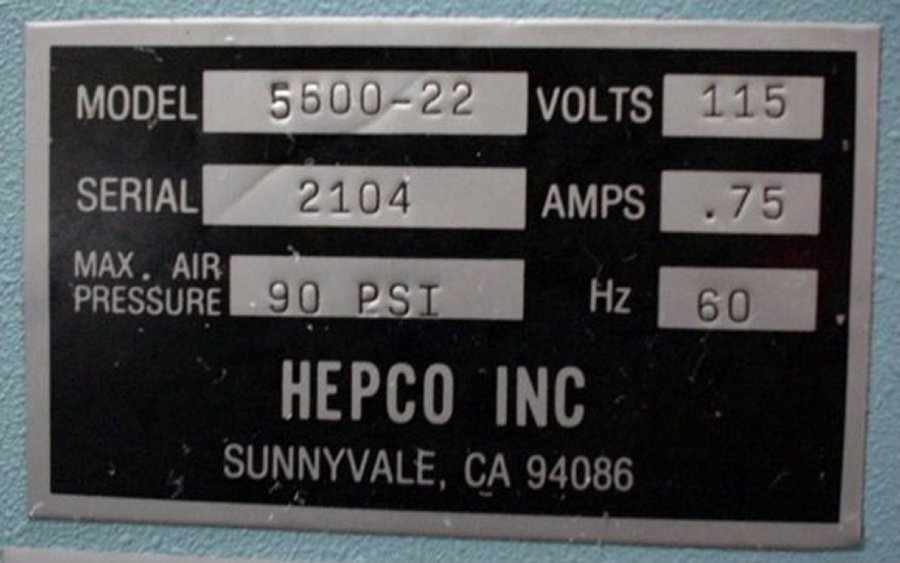 MODEL 5600-22 VOLTS 115
SERIAL 2104 AMPS .75
MAX. AIR PRESSURE 90 PSI Hz 60
HEPCO INC
SUNNYVALE, CA 94086